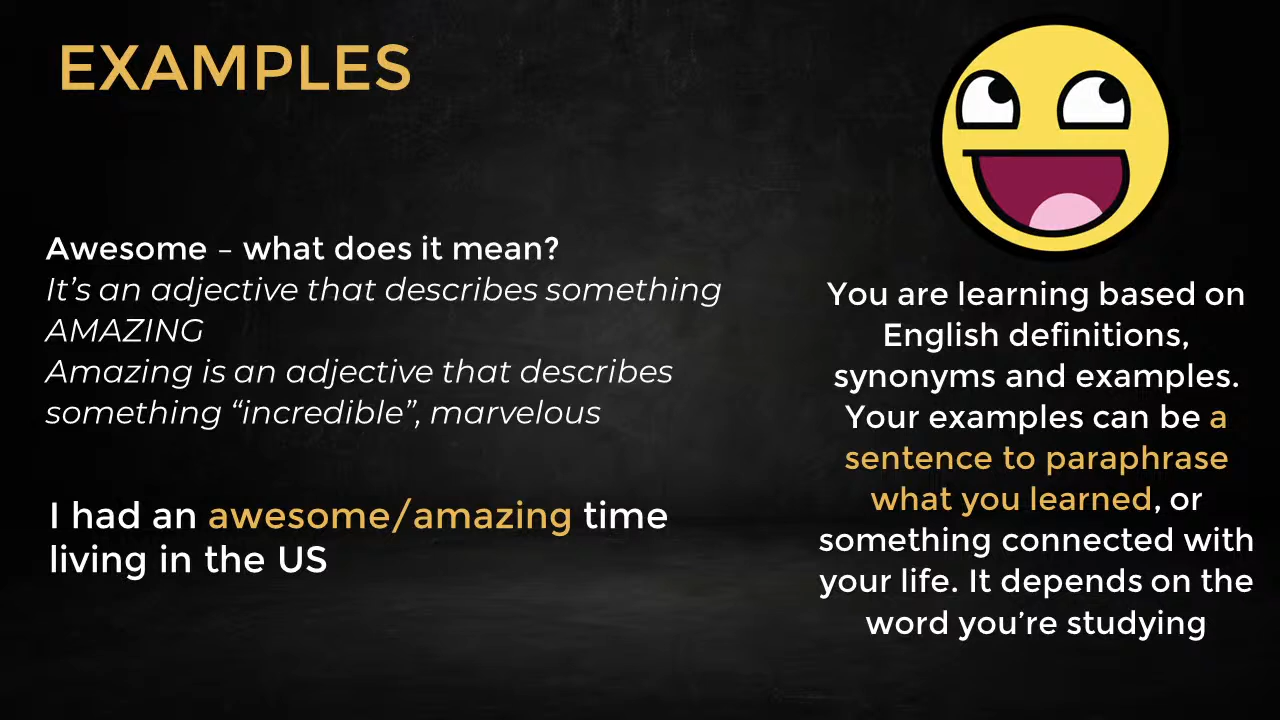 EXAMPLES
Awesome – what does it mean?
It's an adjective that describes something
AMAZING
Amazing is an adjective that describes
something “incredible”, marvelous
I had an awesome/amazing time
living in the US
You are learning based on
English definitions,
synonyms and examples.
Your examples can be a
sentence to paraphrase
what you learned, or
something connected with
your life. It depends on the
word you're studying